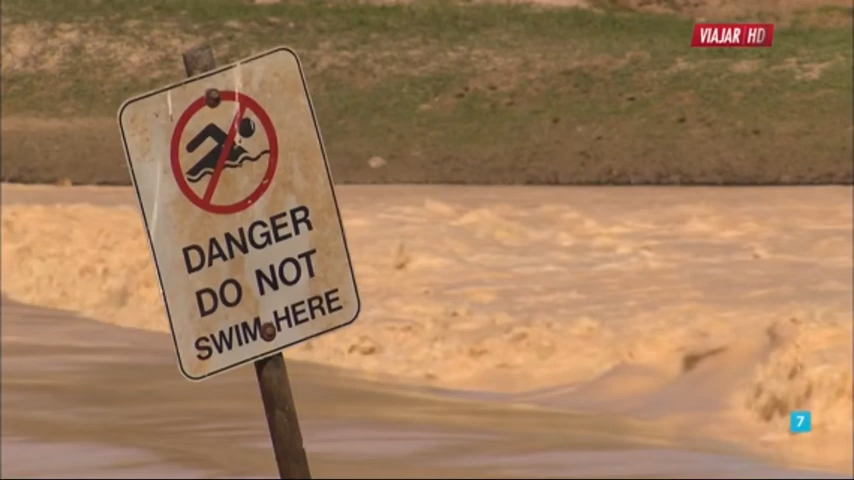 VIAJAR HD
DANGER
DO NOT
SWIM HERE
7